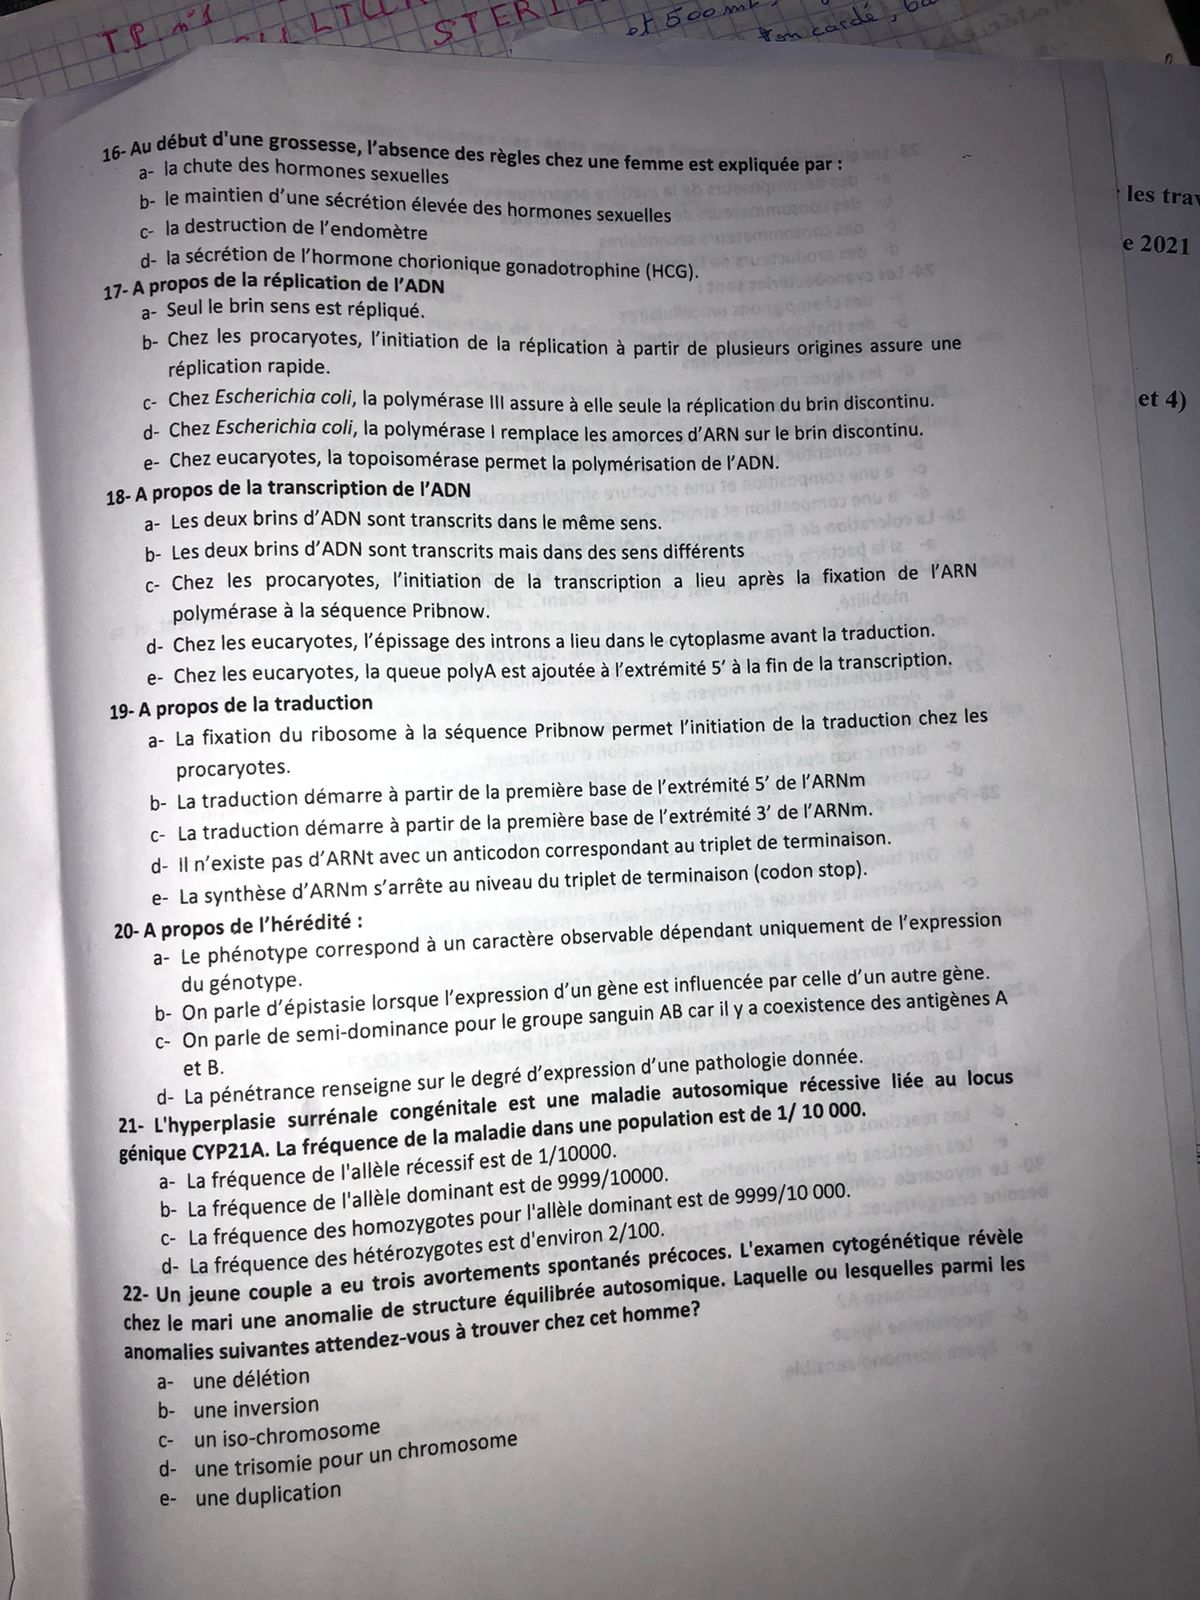 T.P. n°1
STERI
et 500 ml
ton cardé, ba
16- Au début d'une grossesse, l'absence des règles chez une femme est expliquée par :
a- la chute des hormones sexuelles
b- le maintien d'une sécrétion élevée des hormones sexuelles
c- la destruction de l'endomètre
d- la sécrétion de l'hormone chorionique gonadotrophine (HCG).
17- A propos de la réplication de l'ADN
a- Seul le brin sens est répliqué.
b- Chez les procaryotes, l'initiation de la réplication à partir de plusieurs origines assure une
réplication rapide.
c- Chez Escherichia coli, la polymérase III assure à elle seule la réplication du brin discontinu.
d- Chez Escherichia coli, la polymérase I remplace les amorces d'ARN sur le brin discontinu.
e- Chez eucaryotes, la topoisomérase permet la polymérisation de l'ADN.
18- A propos de la transcription de l'ADN
a- Les deux brins d'ADN sont transcrits dans le même sens.
b- Les deux brins d'ADN sont transcrits mais dans des sens différents
c- Chez les procaryotes, l'initiation de la transcription a lieu après la fixation de l'ARN
polymérase à la séquence Pribnow.
d- Chez les eucaryotes, l'épissage des introns a lieu dans le cytoplasme avant la traduction.
e- Chez les eucaryotes, la queue polyA est ajoutée à l'extrémité 5' à la fin de la transcription.
19- A propos de la traduction
a- La fixation du ribosome à la séquence Pribnow permet l'initiation de la traduction chez les
procaryotes.
b- La traduction démarre à partir de la première base de l'extrémité 5' de l'ARNm
c- La traduction démarre à partir de la première base de l'extrémité 3' de l'ARNm.
d- Il n'existe pas d'ARNt avec un anticodon correspondant au triplet de terminaison.
e- La synthèse d'ARNm s'arrête au niveau du triplet de terminaison (codon stop).
20- A propos de l'hérédité :
a- Le phénotype correspond à un caractère observable dépendant uniquement de l'expression
du génotype.
b- On parle d'épistasie lorsque l'expression d'un gène est influencée par celle d'un autre gène.
c- On parle de semi-dominance pour le groupe sanguin AB car il y a coexistence des antigènes A
et B.
d- La pénétrance renseigne sur le degré d'expression d'une pathologie donnée.
21- L'hyperplasie surrénale congénitale est une maladie autosomique récessive liée au locus
génique CYP21A. La fréquence de la maladie dans une population est de 1/ 10 000.
a- La fréquence de l'allèle récessif est de 1/10000.
b- La fréquence de l'allèle dominant est de 9999/10000.
c- La fréquence des homozygotes pour l'allèle dominant est de 9999/10 000.
d- La fréquence des hétérozygotes est d'environ 2/100.
22- Un jeune couple a eu trois avortements spontanés précoces. L'examen cytogénétique révèle
chez le mari une anomalie de structure équilibrée autosomique. Laquelle ou lesquelles parmi les
anomalies suivantes attendez-vous à trouver chez cet homme?
a- une délétion
b- une inversion
c- un iso-chromosome
d- une trisomie pour un chromosome
e- une duplication
les trav
e 2021
et 4)